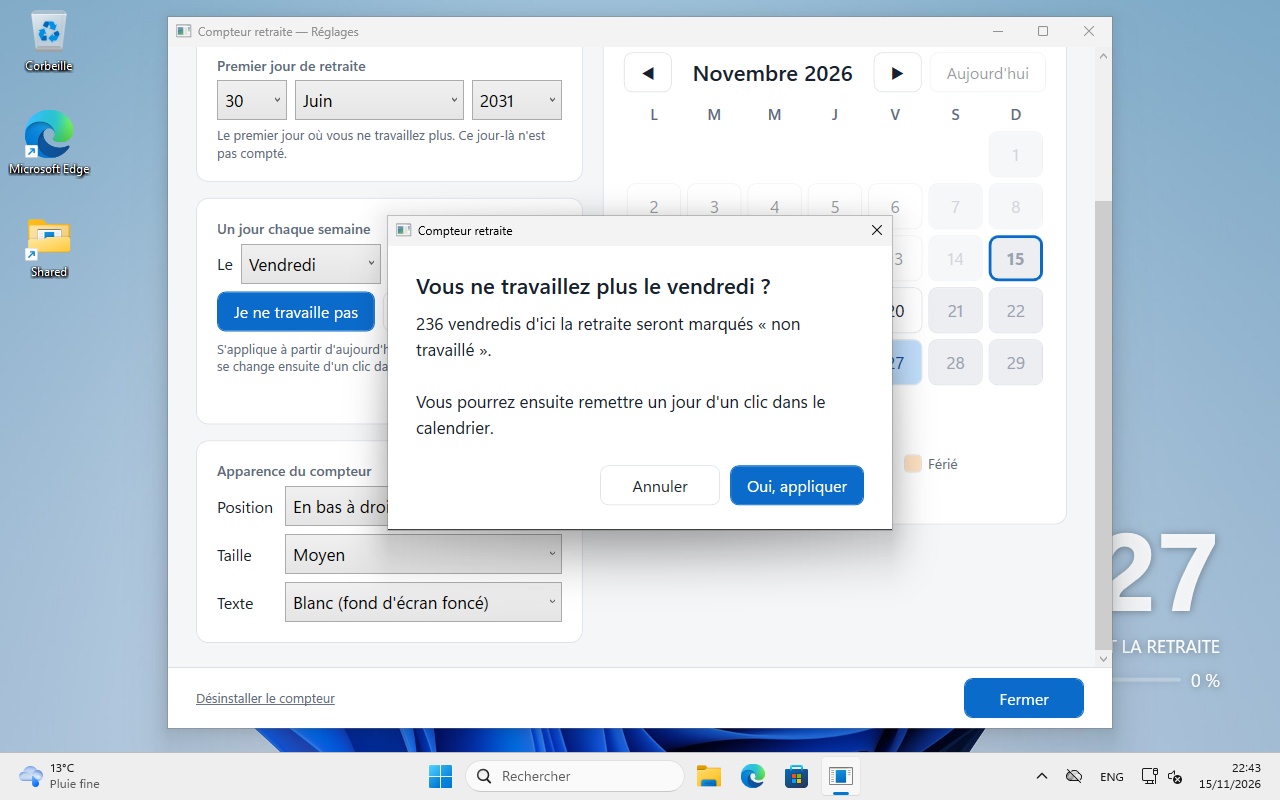 Corbeille
Microsoft Edge
Shared
Compteur retraite — Réglages
Premier jour de retraite
30 Juin 2031
Le premier jour où vous ne travaillez plus. Ce jour-là n'est
pas compté.
Un jour chaque semaine
Le Vendredi
Je ne travaille pas
S'applique à partir d'aujourd'h
se change ensuite d'un clic da
Apparence du compteur
Position En bas à droi
Taille Moyen
Texte Blanc (fond d'écran foncé)
◀ Novembre 2026 ▶ Aujourd'hui
L M M J V S D
1
2 3 4 5 6 7 8
3 14 15
20 21 22
27 28 29
Férié
Compteur retraite
Vous ne travaillez plus le vendredi ?
236 vendredis d'ici la retraite seront marqués « non
travaillé ».
Vous pourrez ensuite remettre un jour d'un clic dans le
calendrier.
Annuler Oui, appliquer
Désinstaller le compteur
Fermer
27
T LA RETRAITE
0 %
13°C
Pluie fine
Rechercher
ENG
22:43
15/11/2026